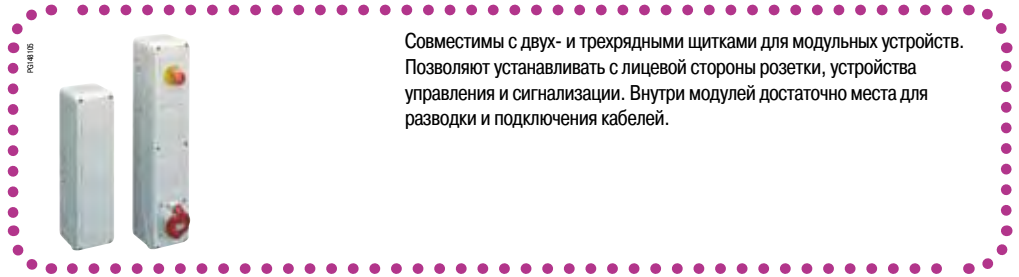 PG148105
Совместимы с двух- и трехрядными щитками для модульных устройств.
Позволяют устанавливать с лицевой стороны розетки, устройства
управления и сигнализации. Внутри модулей достаточно места для
разводки и подключения кабелей.